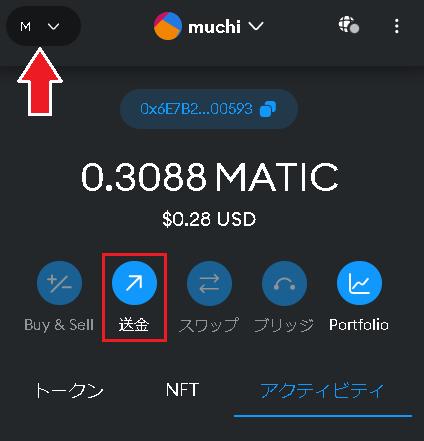 M
muchi
0x6E7B2...00593
0.3088 MATIC
$0.28 USD
Buy & Sell
送金
スワップ
ブリッジ
Portfolio
トークン
NFT
アクティビティ